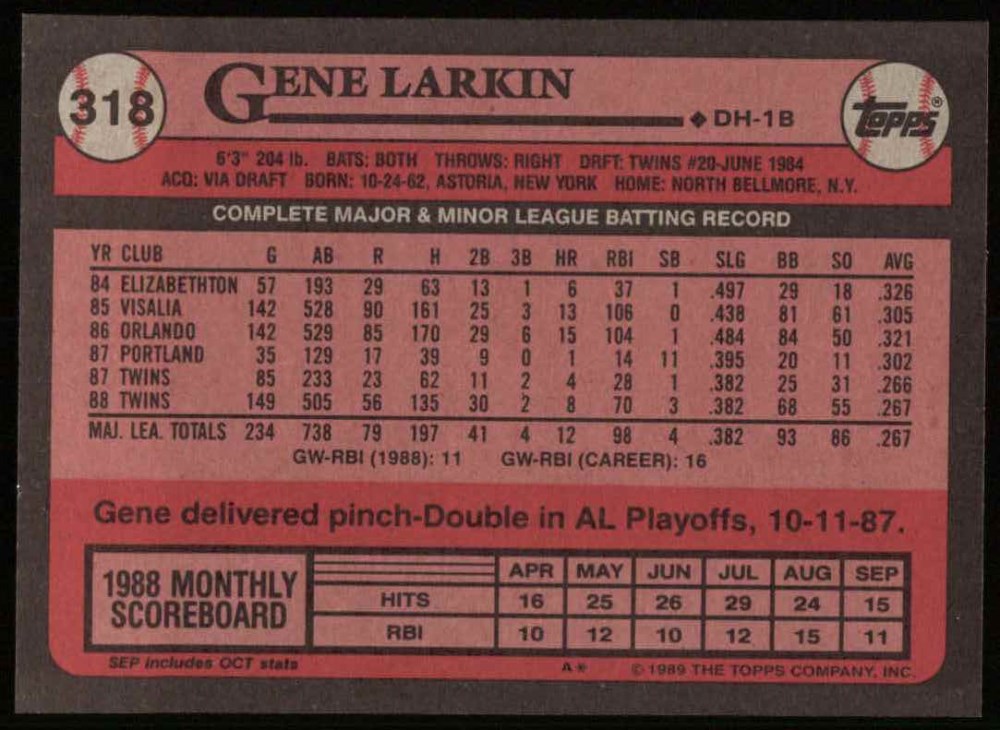 318
GENE LARKIN
◆ DH-1B
Topps®
6'3" 204 lb. BATS: BOTH THROWS: RIGHT DRFT: TWINS #20-JUNE 1984
ACQ: VIA DRAFT BORN: 10-24-62, ASTORIA, NEW YORK HOME: NORTH BELLMORE, N.Y.
COMPLETE MAJOR & MINOR LEAGUE BATTING RECORD
YR CLUB G AB R H 2B 3B HR RBI SB SLG BB SO AVG
84 ELIZABETHTON 57 193 29 63 13 1 6 37 1 .497 29 18 .326
85 VISALIA 142 528 90 161 25 3 13 106 0 .438 81 61 .305
86 ORLANDO 142 529 85 170 29 6 15 104 1 .484 84 50 .321
87 PORTLAND 35 129 17 39 9 0 1 14 11 .395 20 11 .302
87 TWINS 85 233 23 62 11 2 4 28 1 .382 25 31 .266
88 TWINS 149 505 56 135 30 2 8 70 3 .382 68 55 .267
MAJ. LEA. TOTALS 234 738 79 197 41 4 12 98 4 .382 93 86 .267
GW-RBI (1988): 11 GW-RBI (CAREER): 16
Gene delivered pinch-Double in AL Playoffs, 10-11-87.
1988 MONTHLY
SCOREBOARD
APR MAY JUN JUL AUG SEP
HITS 16 25 26 29 24 15
RBI 10 12 10 12 15 11
SEP includes OCT stats
A* © 1989 THE TOPPS COMPANY, INC.